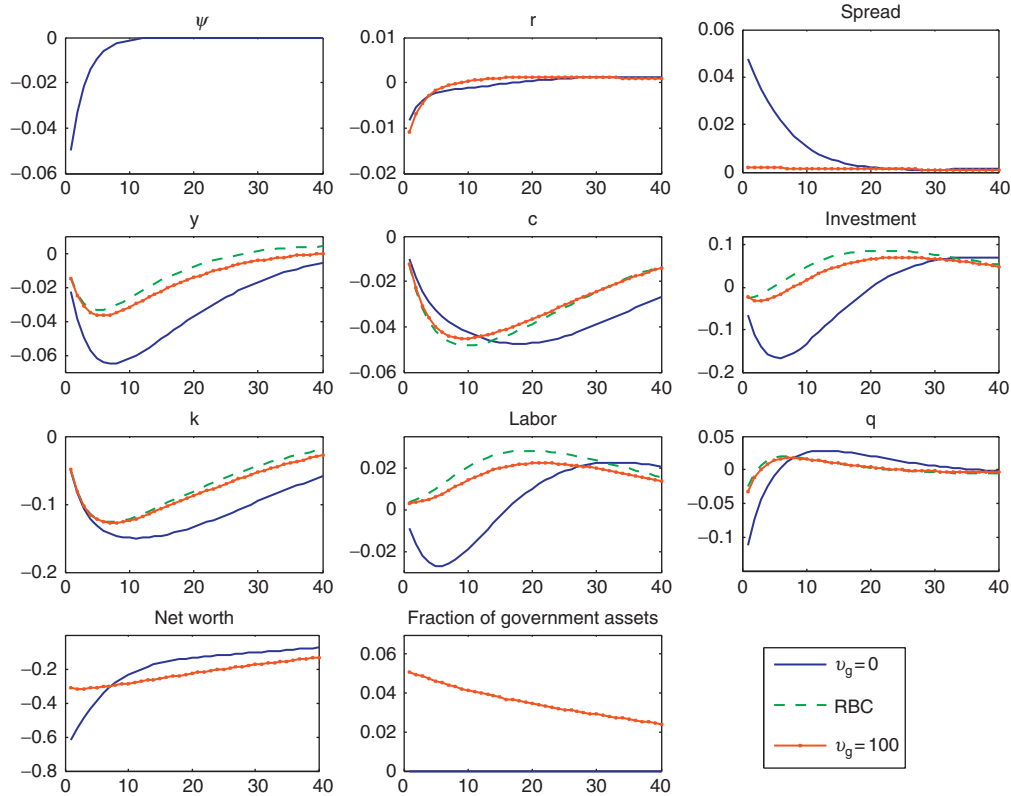 ψ
0
−0.02
−0.04
−0.06
0 10 20 30 40
r
0.01
0
−0.01
−0.02
0 10 20 30 40
Spread
0.06
0.04
0.02
0
0 10 20 30 40
y
0
−0.02
−0.04
−0.06
0 10 20 30 40
c
0
−0.02
−0.04
−0.06
0 10 20 30 40
Investment
0.1
0
−0.1
−0.2
0 10 20 30 40
k
0
−0.1
−0.2
0 10 20 30 40
Labor
0.02
0
−0.02
0 10 20 30 40
q
0.05
0
−0.05
−0.1
0 10 20 30 40
Net worth
−0.2
−0.4
−0.6
−0.8
0 10 20 30 40
Fraction of government assets
0.06
0.04
0.02
0
0 10 20 30 40
υg=0
RBC
υg=100